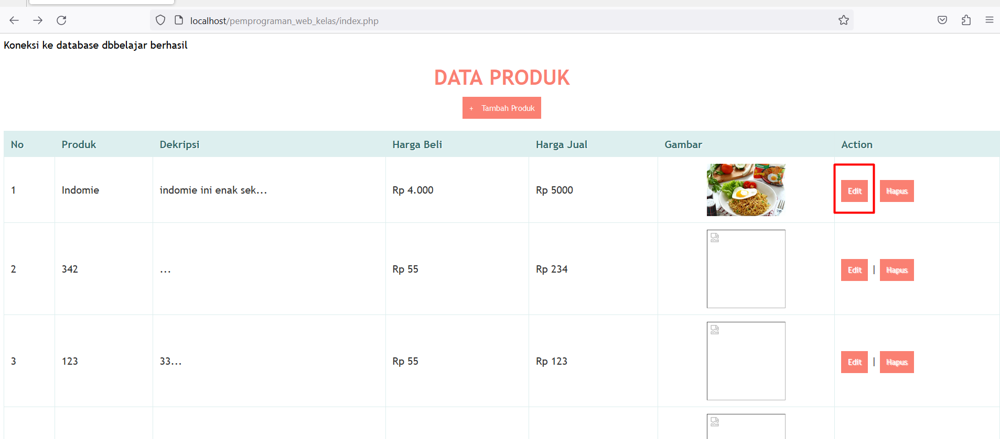 localhost/pemprograman_web_kelas/index.php
Koneksi ke database dbbelajar berhasil
DATA PRODUK
+ Tambah Produk
No Produk Dekripsi Harga Beli Harga Jual Gambar Action
1 Indomie indomie ini enak sek... Rp 4.000 Rp 5000 Edit Hapus
2 342 ... Rp 55 Rp 234 Edit | Hapus
3 123 33... Rp 55 Rp 123 Edit | Hapus